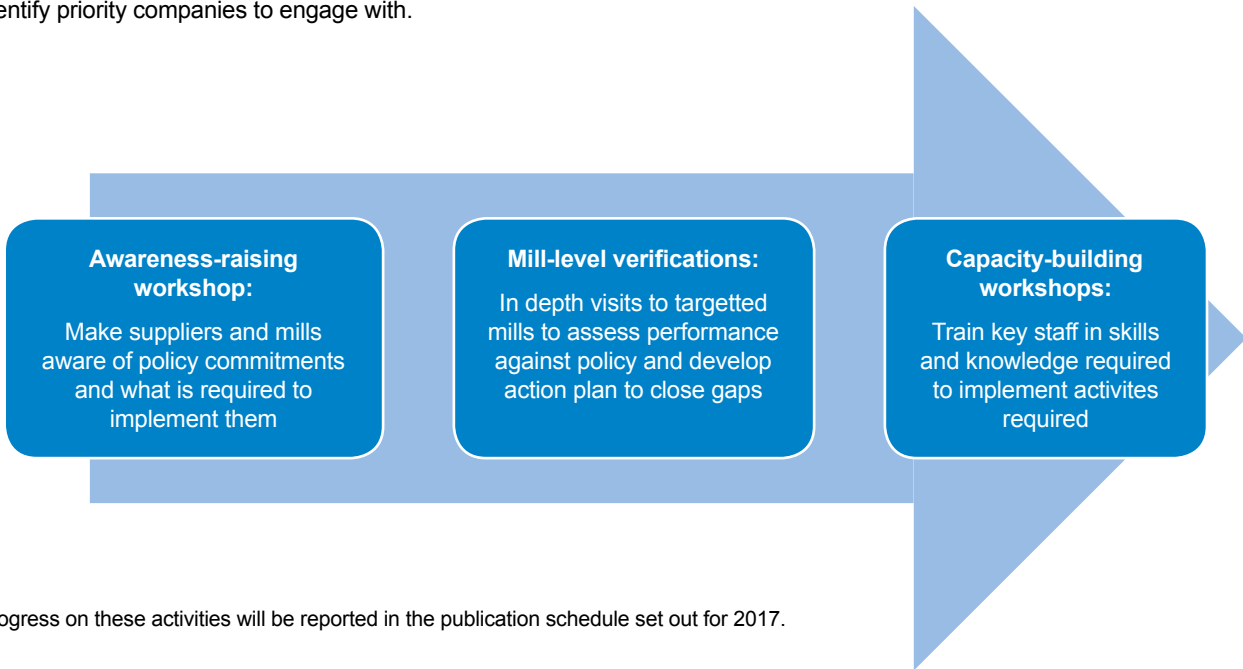 entify priority companies to engage with.
Awareness-raising
workshop:
Make suppliers and mills
aware of policy commitments
and what is required to
implement them
Mill-level verifications:
In depth visits to targetted
mills to assess performance
against policy and develop
action plan to close gaps
Capacity-building
workshops:
Train key staff in skills
and knowledge required
to implement activites
required
ogress on these activities will be reported in the publication schedule set out for 2017.